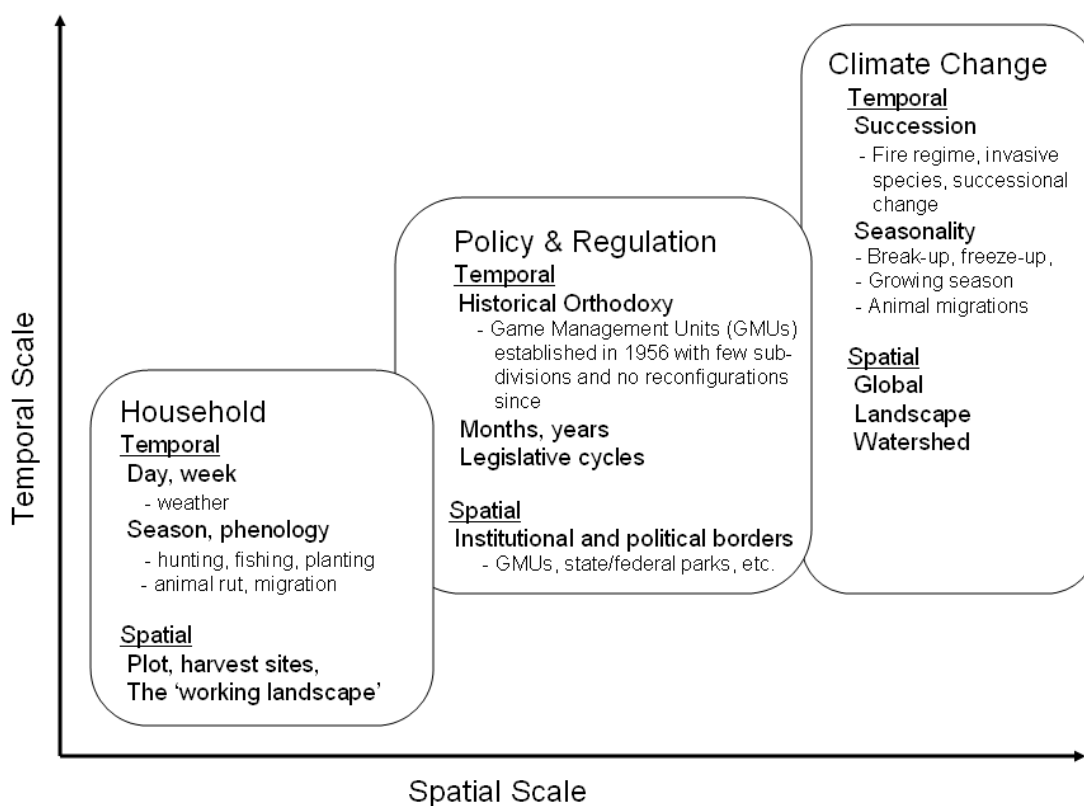 Temporal Scale
Household
Temporal
Day, week
- weather
Season, phenology
- hunting, fishing, planting
- animal rut, migration
Spatial
Plot, harvest sites,
The ‘working landscape’
Policy & Regulation
Temporal
Historical Orthodoxy
- Game Management Units (GMUs)
established in 1956 with few sub-
divisions and no reconfigurations
since
Months, years
Legislative cycles
Spatial
Institutional and political borders
- GMUs, state/federal parks, etc.
Climate Change
Temporal
Succession
- Fire regime, invasive
species, successional
change
Seasonality
- Break-up, freeze-up,
- Growing season
- Animal migrations
Spatial
Global
Landscape
Watershed
Spatial Scale